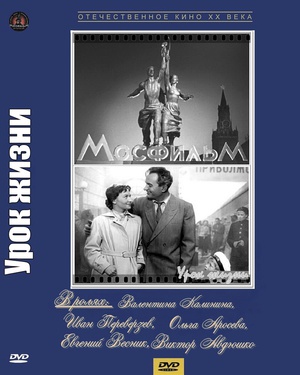 ОТЕЧЕСТВЕННОЕ КИНО XX ВЕКА
Урок жизни
МОСФИЛЬМ
ПРИВОЛЖС
Урок жизни
В ролях: Валентина Калинина,
Иван Переверзев, Ольга Аросева,
Евгений Весник, Виктор Авдюшко
DVD
DVD